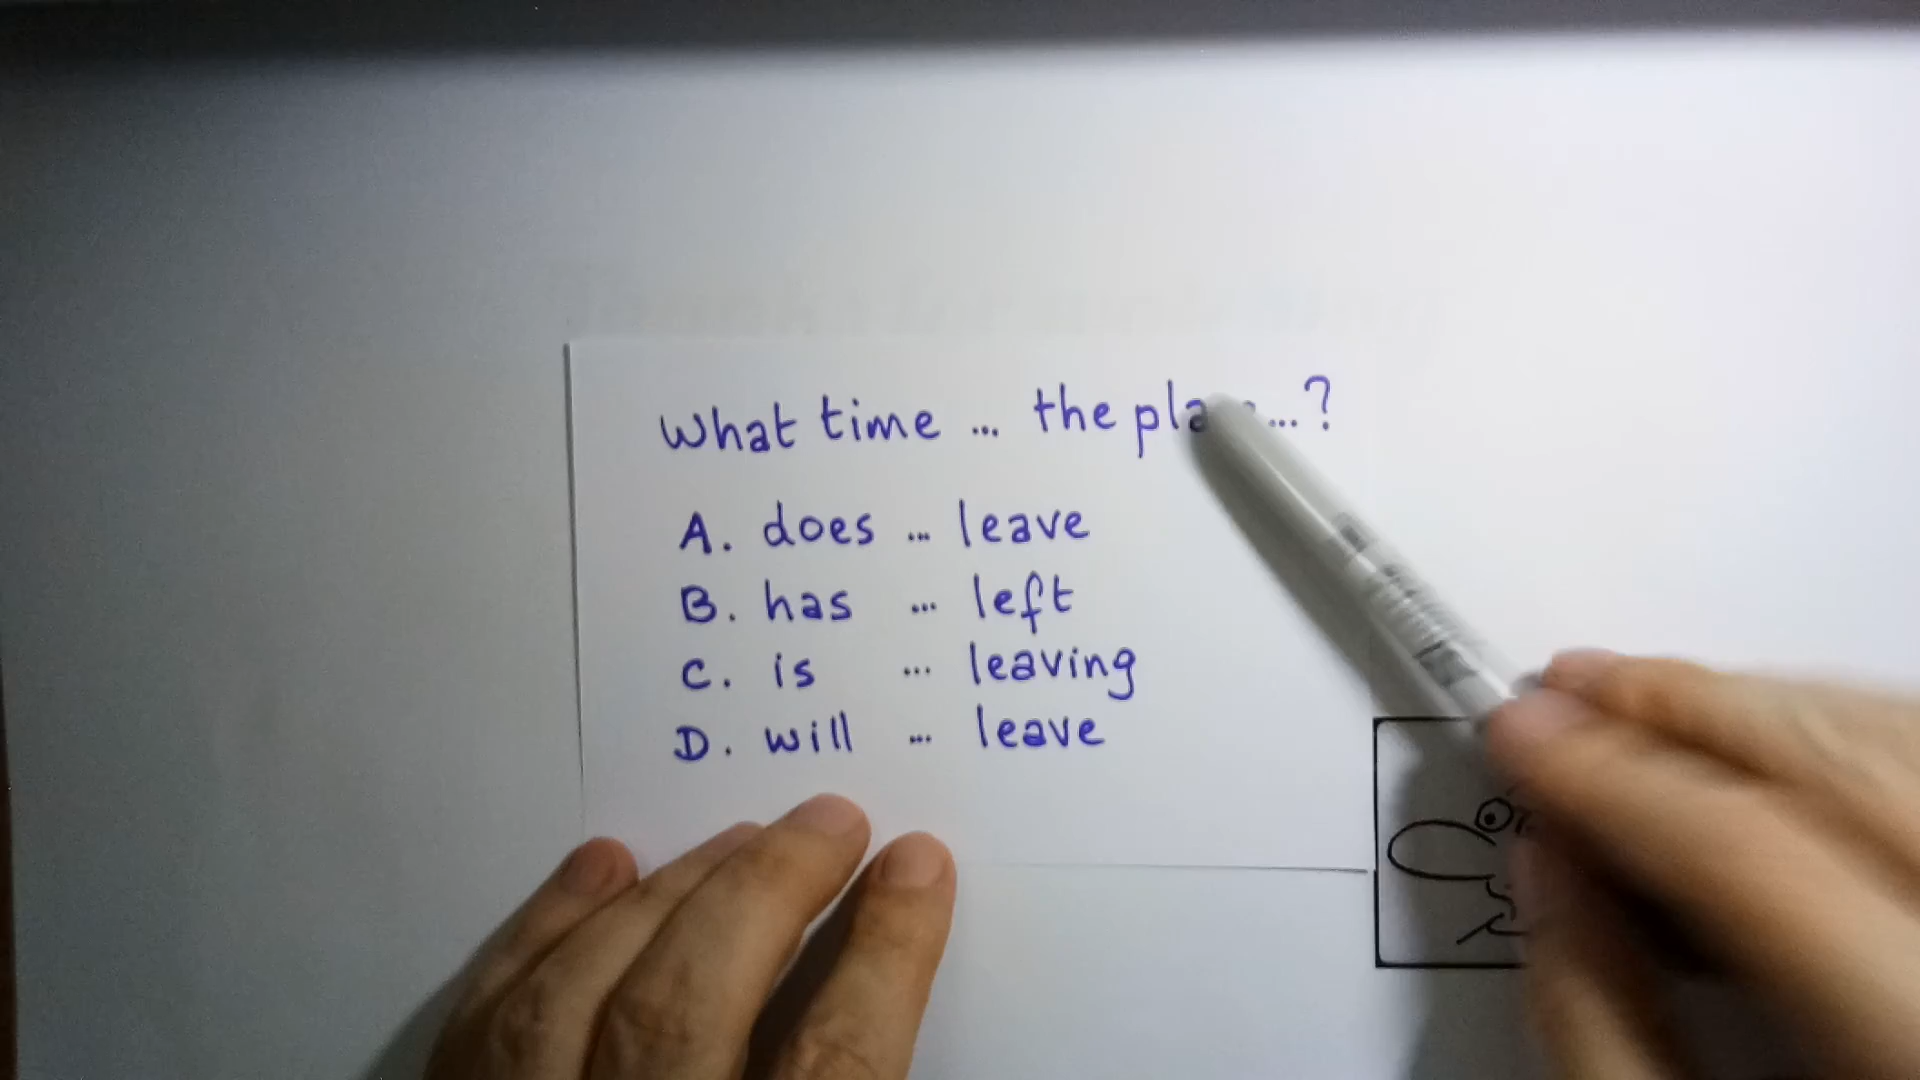 What time ... the ... ?
A. does ... leave
B. has ... left
C. is ... leaving
D. will ... leave